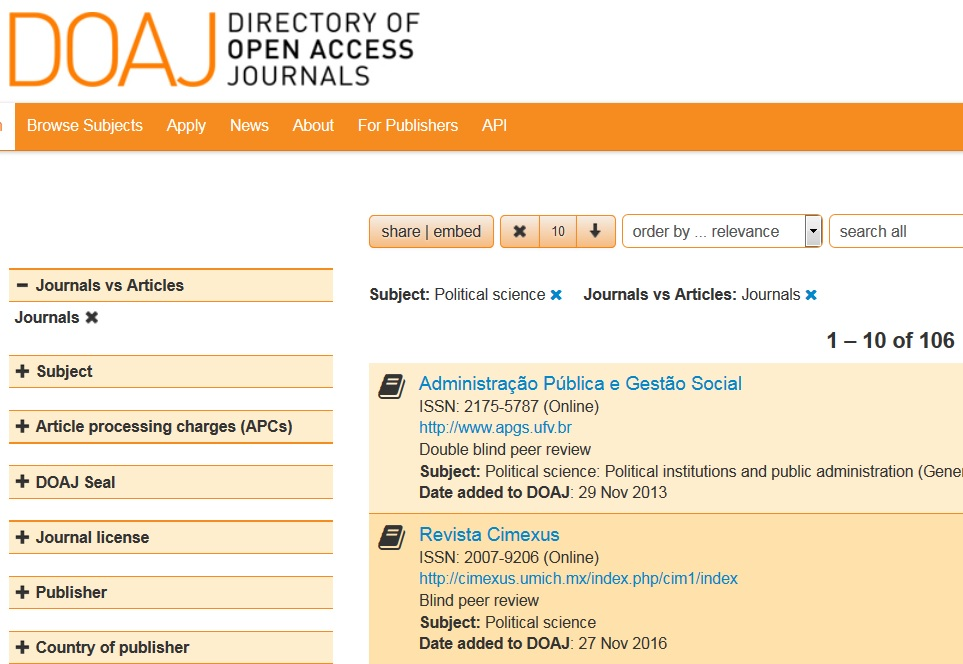 DOAJ
DIRECTORY OF
OPEN ACCESS
JOURNALS
Browse Subjects Apply News About For Publishers API
share | embed 10 order by ... relevance search all
Journals vs Articles
Journals
Subject: Political science Journals vs Articles: Journals
1 – 10 of 106
Subject
Article processing charges (APCs)
DOAJ Seal
Journal license
Publisher
Country of publisher
Administração Pública e Gestão Social
ISSN: 2175-5787 (Online)
http://www.apgs.ufv.br
Double blind peer review
Subject: Political science: Political institutions and public administration (Gene
Date added to DOAJ: 29 Nov 2013
Revista Cimexus
ISSN: 2007-9206 (Online)
http://cimexus.umich.mx/index.php/cim1/index
Blind peer review
Subject: Political science
Date added to DOAJ: 27 Nov 2016